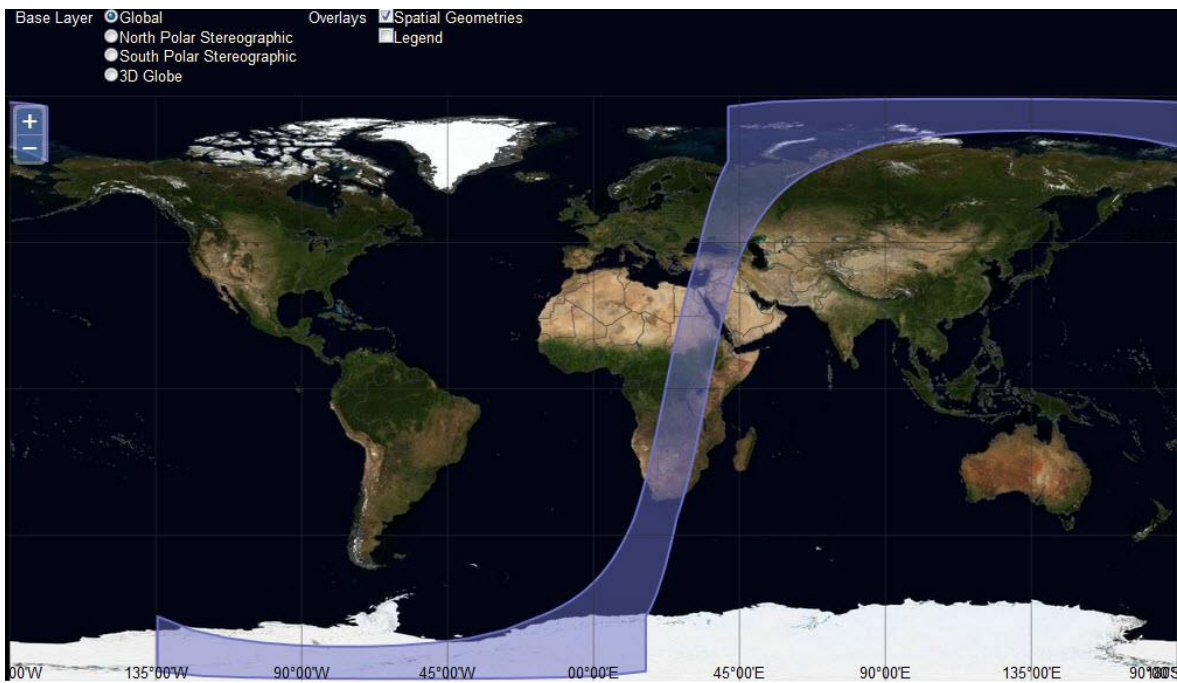 Base Layer Global Overlays Spatial Geometries
North Polar Stereographic Legend
South Polar Stereographic
3D Globe
+
−
00'W 135°00'W 90°00'W 45°00'W 00°00'E 45°00'E 90°00'E 135°00'E